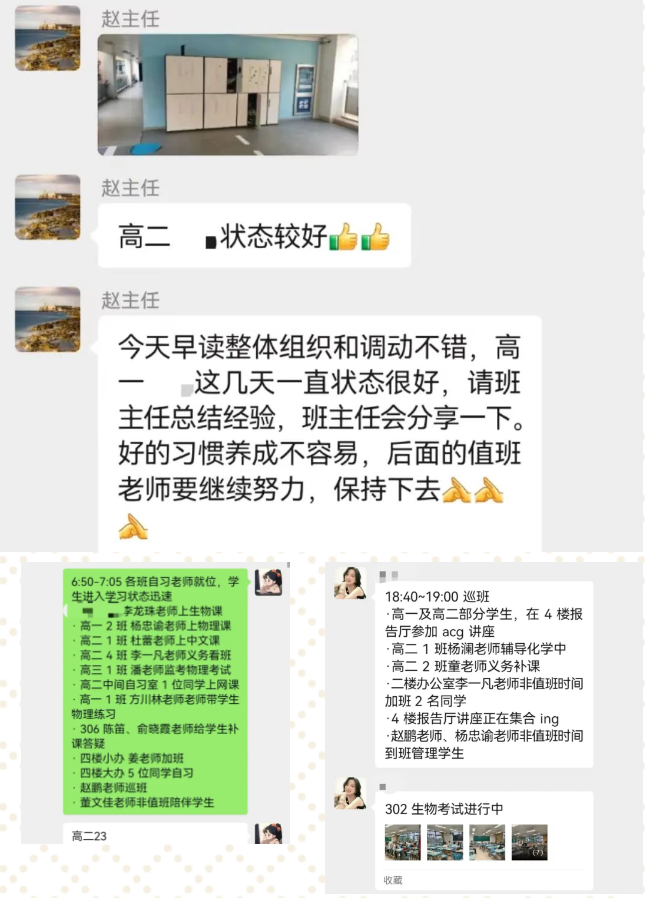 赵主任
赵主任
高二 状态较好👍👍
赵主任
今天早读整体组织和调动不错，高
一 这几天一直状态很好，请班
主任总结经验，班主任会分享一下。
好的习惯养成不容易，后面的值班
老师要继续努力，保持下去
6:50-7:05 各班自习老师就位，学
生进入学习状态迅速
李龙珠老师上生物课
· 高一 2 班 杨忠谕老师上物理课
· 高二 1 班 杜蕾老师上中文课
· 高二 4 班 李一凡老师义务看班
· 高三 1 班 潘老师监考物理考试
· 高二中间自习室 1 位同学上网课
· 高一 1 班 方川林老师老师带学生
物理练习
· 306 陈笛、俞晓霞老师给学生补
课答疑
· 四楼小办 姜老师加班
· 四楼大办 5 位同学自习
· 赵鹏老师巡班
· 董文佳老师非值班陪伴学生
高二23
18:40~19:00 巡班
·高一及高二部分学生，在 4 楼报
告厅参加 acg 讲座
·高二 1 班杨澜老师辅导化学中
·高二 2 班童老师义务补课
·二楼办公室李一凡老师非值班时间
加班 2 名同学
·4 楼报告厅讲座正在集合 ing
·赵鹏老师、杨忠谕老师非值班时间
到班管理学生
302 生物考试进行中
(7)
收藏